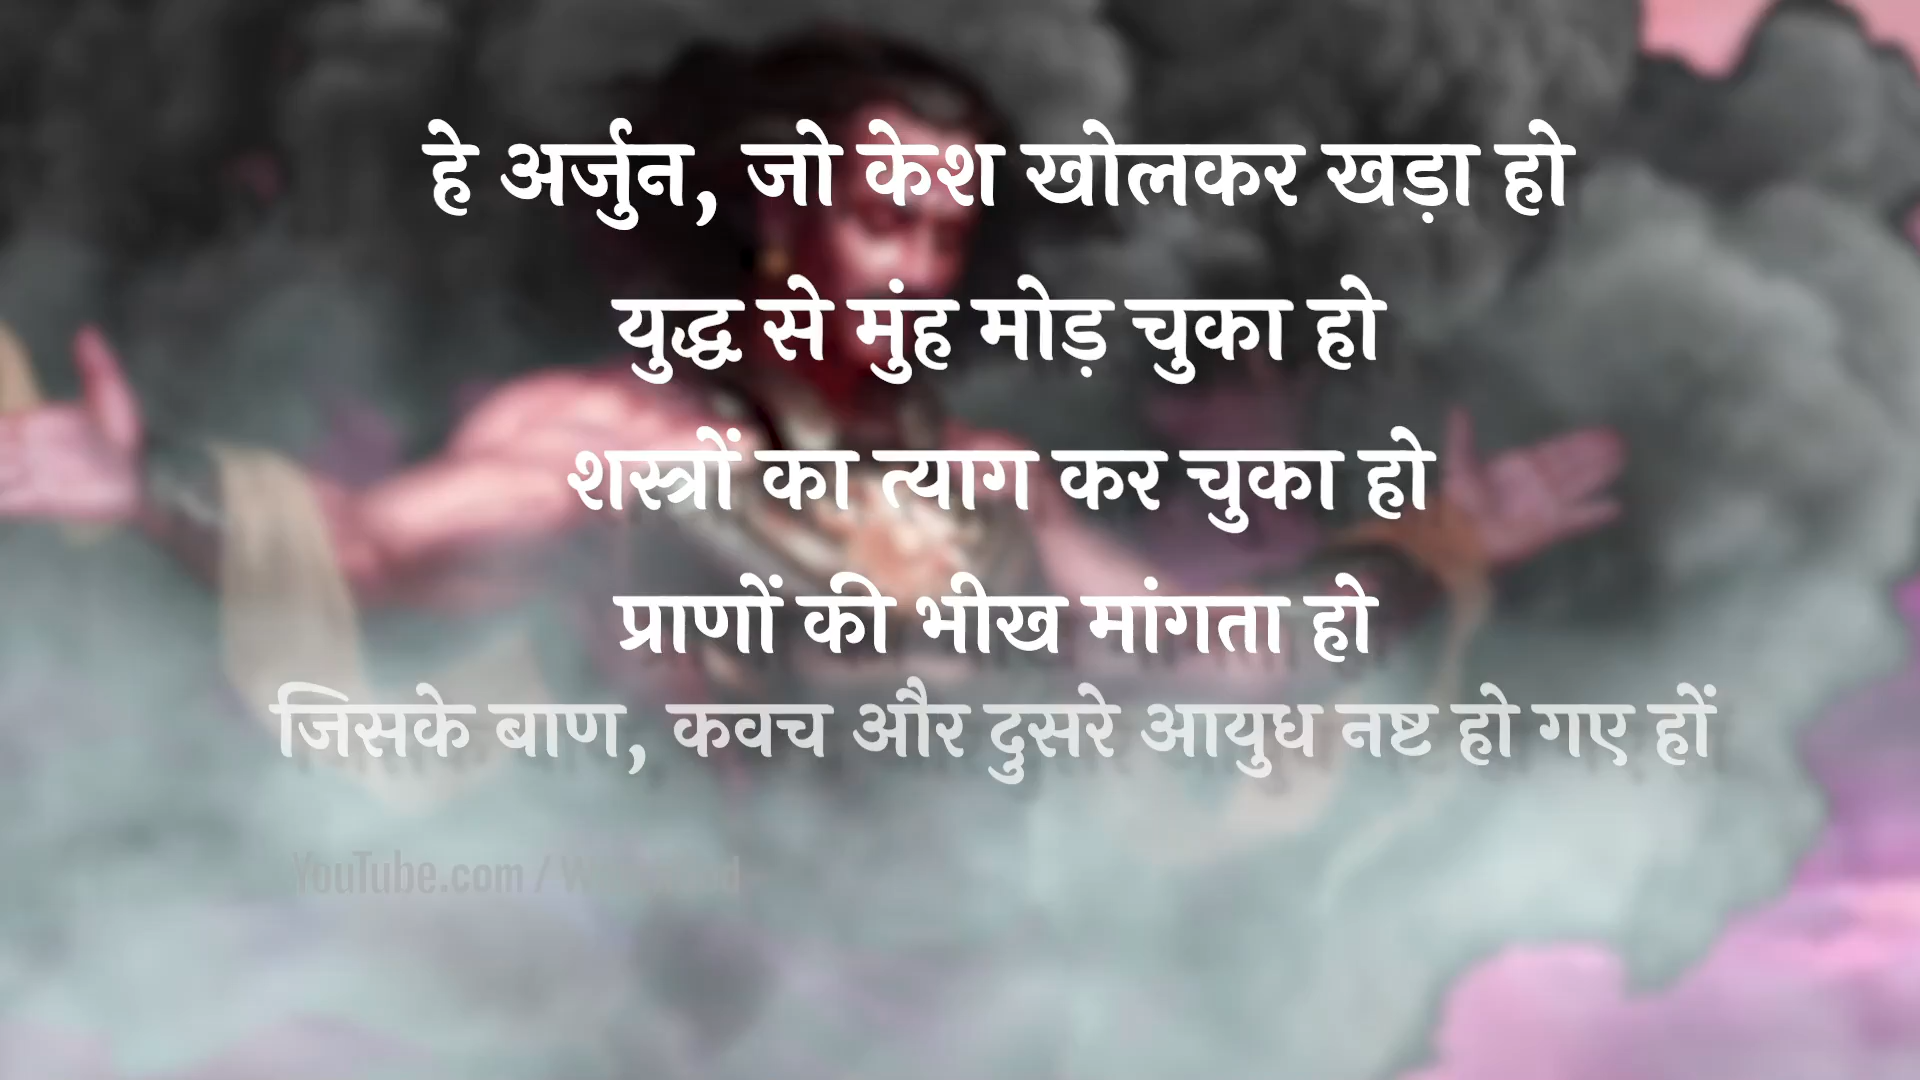 हे अर्जुन, जो केश खोलकर खड़ा हो
युद्ध से मुंह मोड़ चुका हो
शस्त्रों का त्याग कर चुका हो
प्राणों की भीख मांगता हो
जिसके बाण, कवच और दुसरे आयुध नष्ट हो गए हों
YouTube.com /